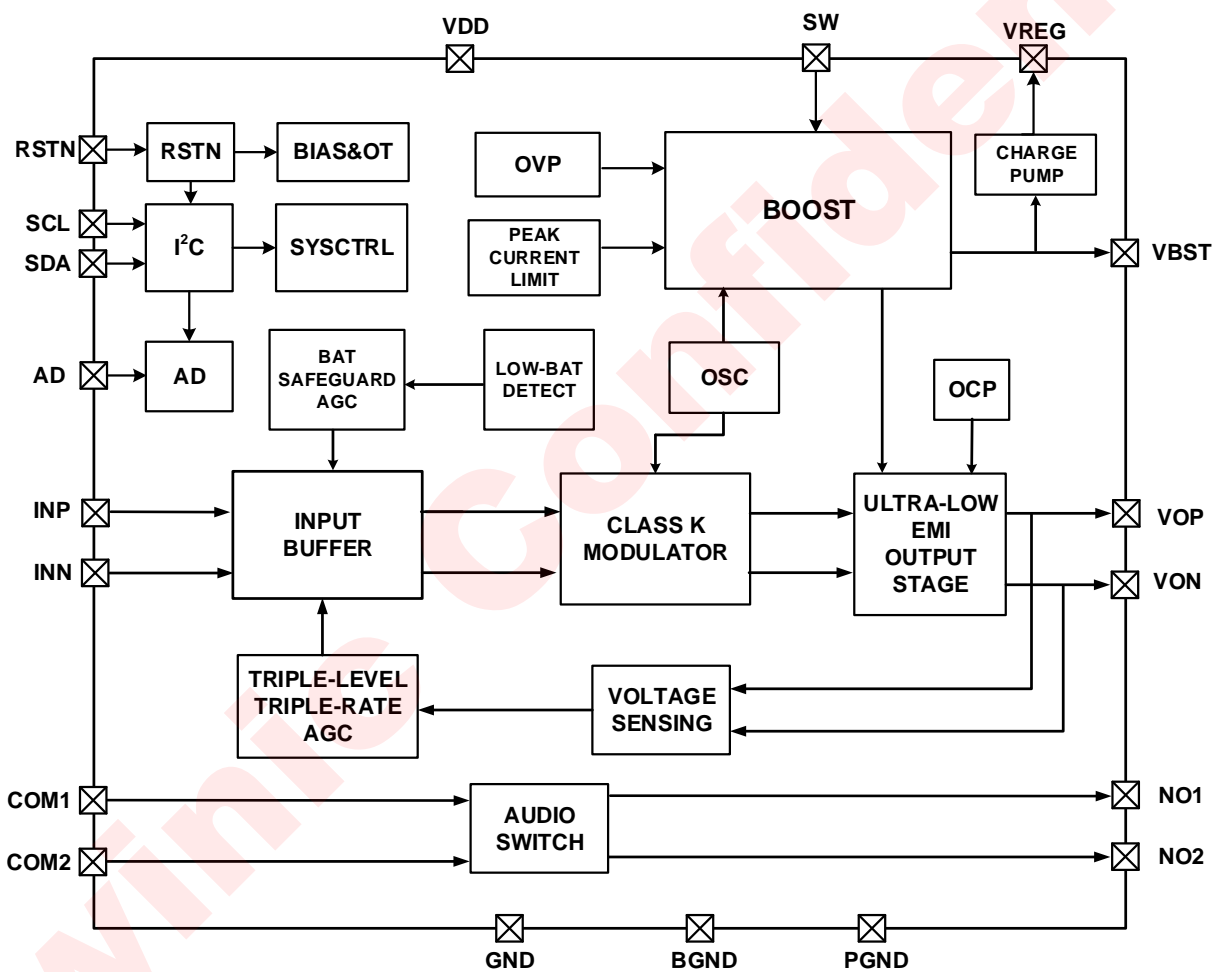 VDD
SW
VREG
RSTN
RSTN
BIAS&OT
OVP
CHARGE
PUMP
BOOST
SCL
SDA
I²C
SYSCTRL
PEAK
CURRENT
LIMIT
VBST
AD
AD
BAT
SAFEGUARD
AGC
LOW-BAT
DETECT
OSC
OCP
INP
INN
INPUT
BUFFER
CLASS K
MODULATOR
ULTRA-LOW
EMI
OUTPUT
STAGE
VOP
VON
TRIPLE-LEVEL
TRIPLE-RATE
AGC
VOLTAGE
SENSING
COM1
COM2
AUDIO
SWITCH
NO1
NO2
GND
BGND
PGND
winic Confiden